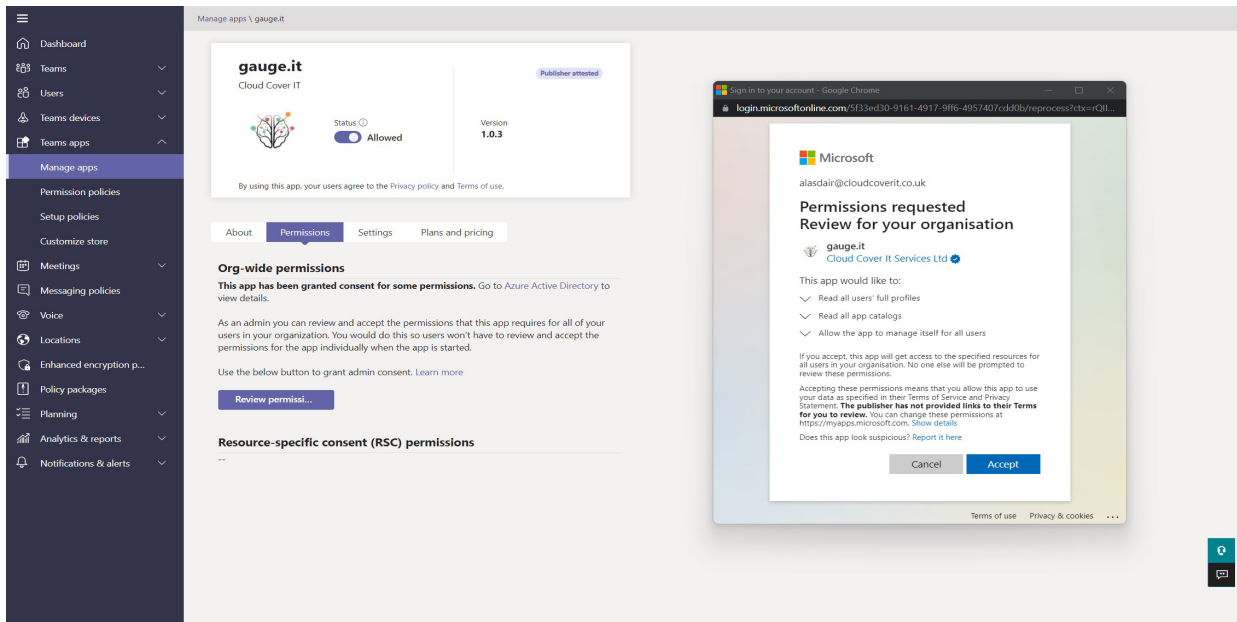 Manage apps \ gauge.it
Dashboard
Teams
Users
Teams devices
Teams apps
Manage apps
Permission policies
Setup policies
Customize store
Meetings
Messaging policies
Voice
Locations
Enhanced encryption p...
Policy packages
Planning
Analytics & reports
Notifications & alerts
gauge.it
Cloud Cover IT
Publisher attested
Status
Allowed
Version
1.0.3
By using this app, your users agree to the Privacy policy and Terms of use.
About Permissions Settings Plans and pricing
Org-wide permissions
This app has been granted consent for some permissions. Go to Azure Active Directory to
view details.
As an admin you can review and accept the permissions that this app requires for all of your
users in your organization. You would do this so users won't have to review and accept the
permissions for the app individually when the app is started.
Use the below button to grant admin consent. Learn more
Review permissi...
Resource-specific consent (RSC) permissions
--
Sign in to your account - Google Chrome
login.microsoftonline.com/5f33ed30-9161-4917-9ff6-4957407cdd0b/reprocess?ctx=rQII...
Microsoft
alasdair@cloudcoverit.co.uk
Permissions requested
Review for your organisation
gauge.it
Cloud Cover It Services Ltd
This app would like to:
Read all users' full profiles
Read all app catalogs
Allow the app to manage itself for all users
If you accept, this app will get access to the specified resources for
all users in your organisation. No one else will be prompted to
review these permissions.
Accepting these permissions means that you allow this app to use
your data as specified in their Terms of Service and Privacy
Statement. The publisher has not provided links to their Terms
for you to review. You can change these permissions at
https://myapps.microsoft.com. Show details
Does this app look suspicious? Report it here
Cancel Accept
Terms of use Privacy & cookies ...